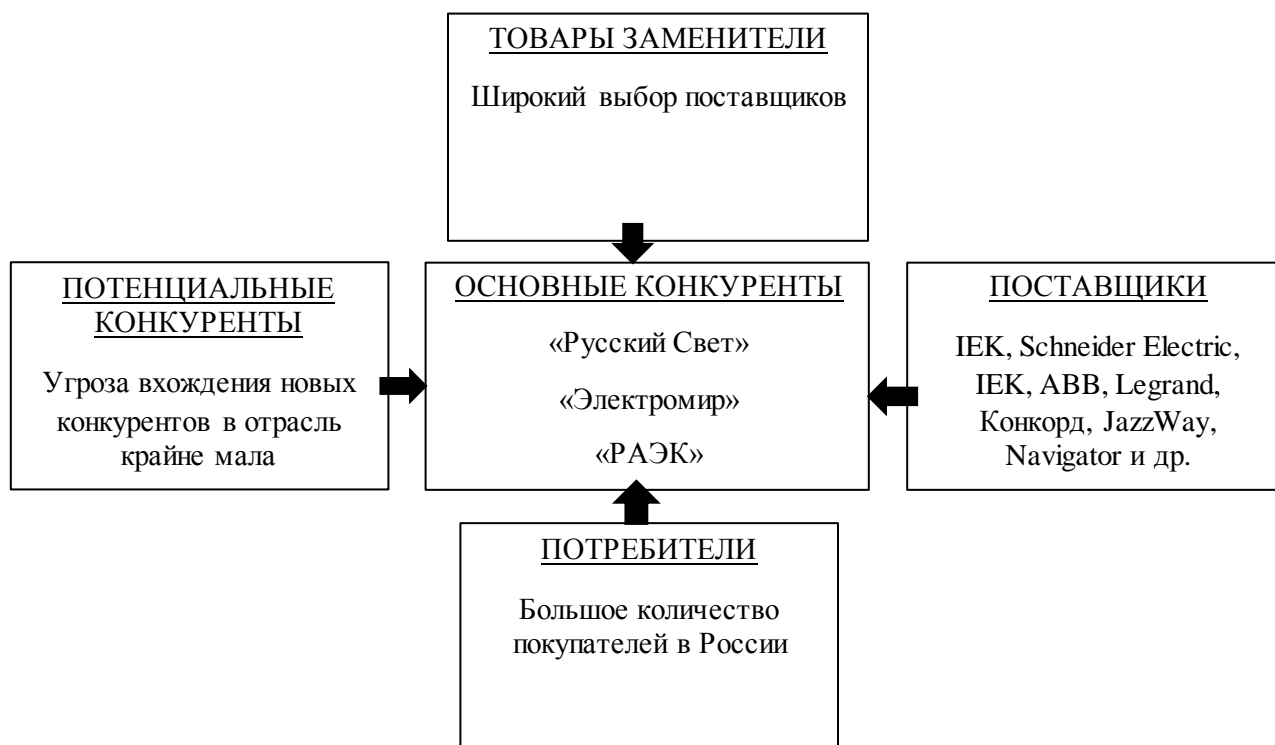 ТОВАРЫ ЗАМЕНИТЕЛИ
Широкий выбор поставщиков
ПОТЕНЦИАЛЬНЫЕ
КОНКУРЕНТЫ
Угроза вхождения новых
конкурентов в отрасль
крайне мала
ОСНОВНЫЕ КОНКУРЕНТЫ
«Русский Свет»
«Электромир»
«РАЭК»
ПОСТАВЩИКИ
IEK, Schneider Electric,
IEK, ABB, Legrand,
Конкорд, JazzWay,
Navigator и др.
ПОТРЕБИТЕЛИ
Большое количество
покупателей в России